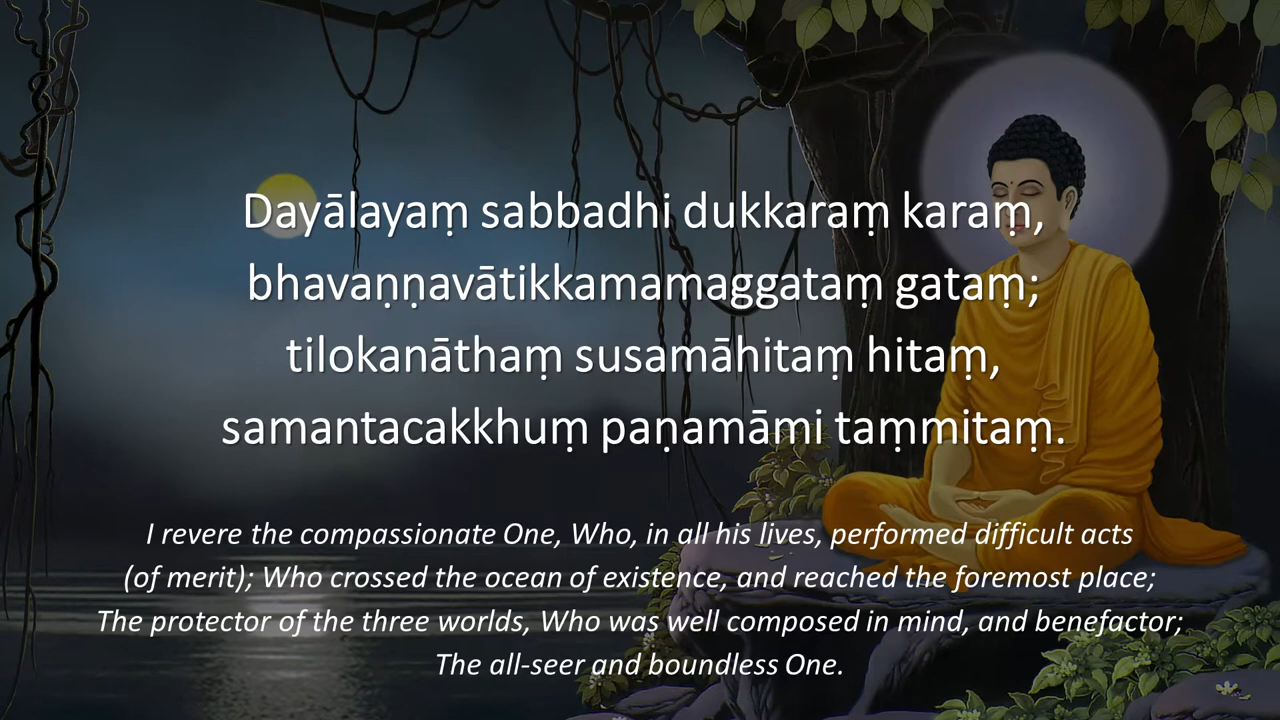 Dayālayaṃ sabbadhi dukkaraṃ karaṃ,
bhavaṇṇavātikkamamaggataṃ gataṃ;
tilokanāthaṃ susamāhitaṃ hitaṃ,
samantacakkhuṃ paṇamāmi taṃmitaṃ.
I revere the compassionate One, Who, in all his lives, performed difficult acts
(of merit); Who crossed the ocean of existence, and reached the foremost place;
The protector of the three worlds, Who was well composed in mind, and benefactor;
The all-seer and boundless One.